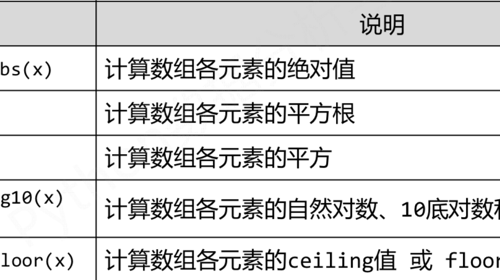 说明
bs(x)
计算数组各元素的绝对值
计算数组各元素的平方根
计算数组各元素的平方
g10(x)
计算数组各元素的自然对数、10底对数和
loor(x)
计算数组各元素的ceiling值 或 floor